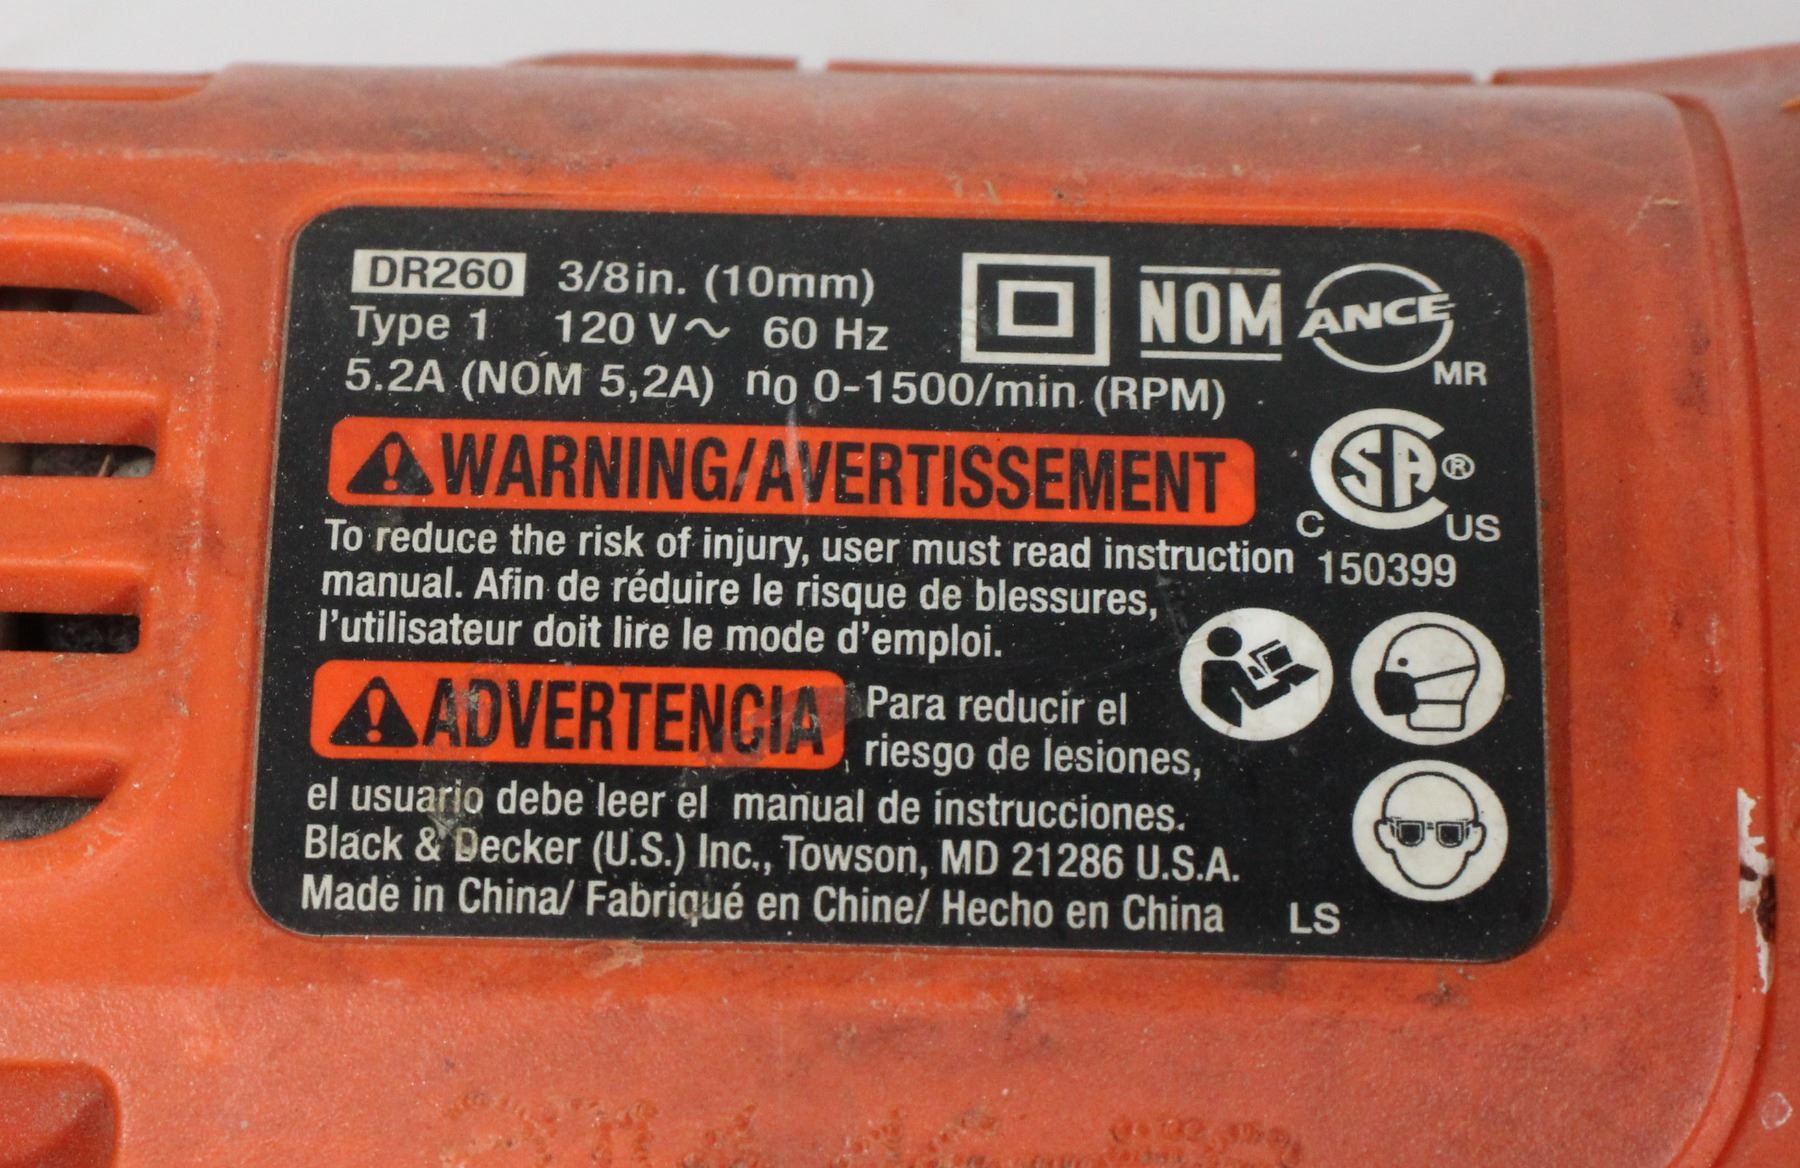 DR260 3/8in. (10mm)
Type 1 120 V~ 60 Hz
5.2A (NOM 5,2A) no 0-1500/min (RPM)
NOM ANCE MR
WARNING/AVERTISSEMENT
SA®
C US
150399
To reduce the risk of injury, user must read instruction
manual. Afin de réduire le risque de blessures,
l'utilisateur doit lire le mode d'emploi.
ADVERTENCIA Para reducir el
riesgo de lesiones,
el usuario debe leer el manual de instrucciones.
Black & Decker (U.S.) Inc., Towson, MD 21286 U.S.A.
Made in China/ Fabriqué en Chine/ Hecho en China LS